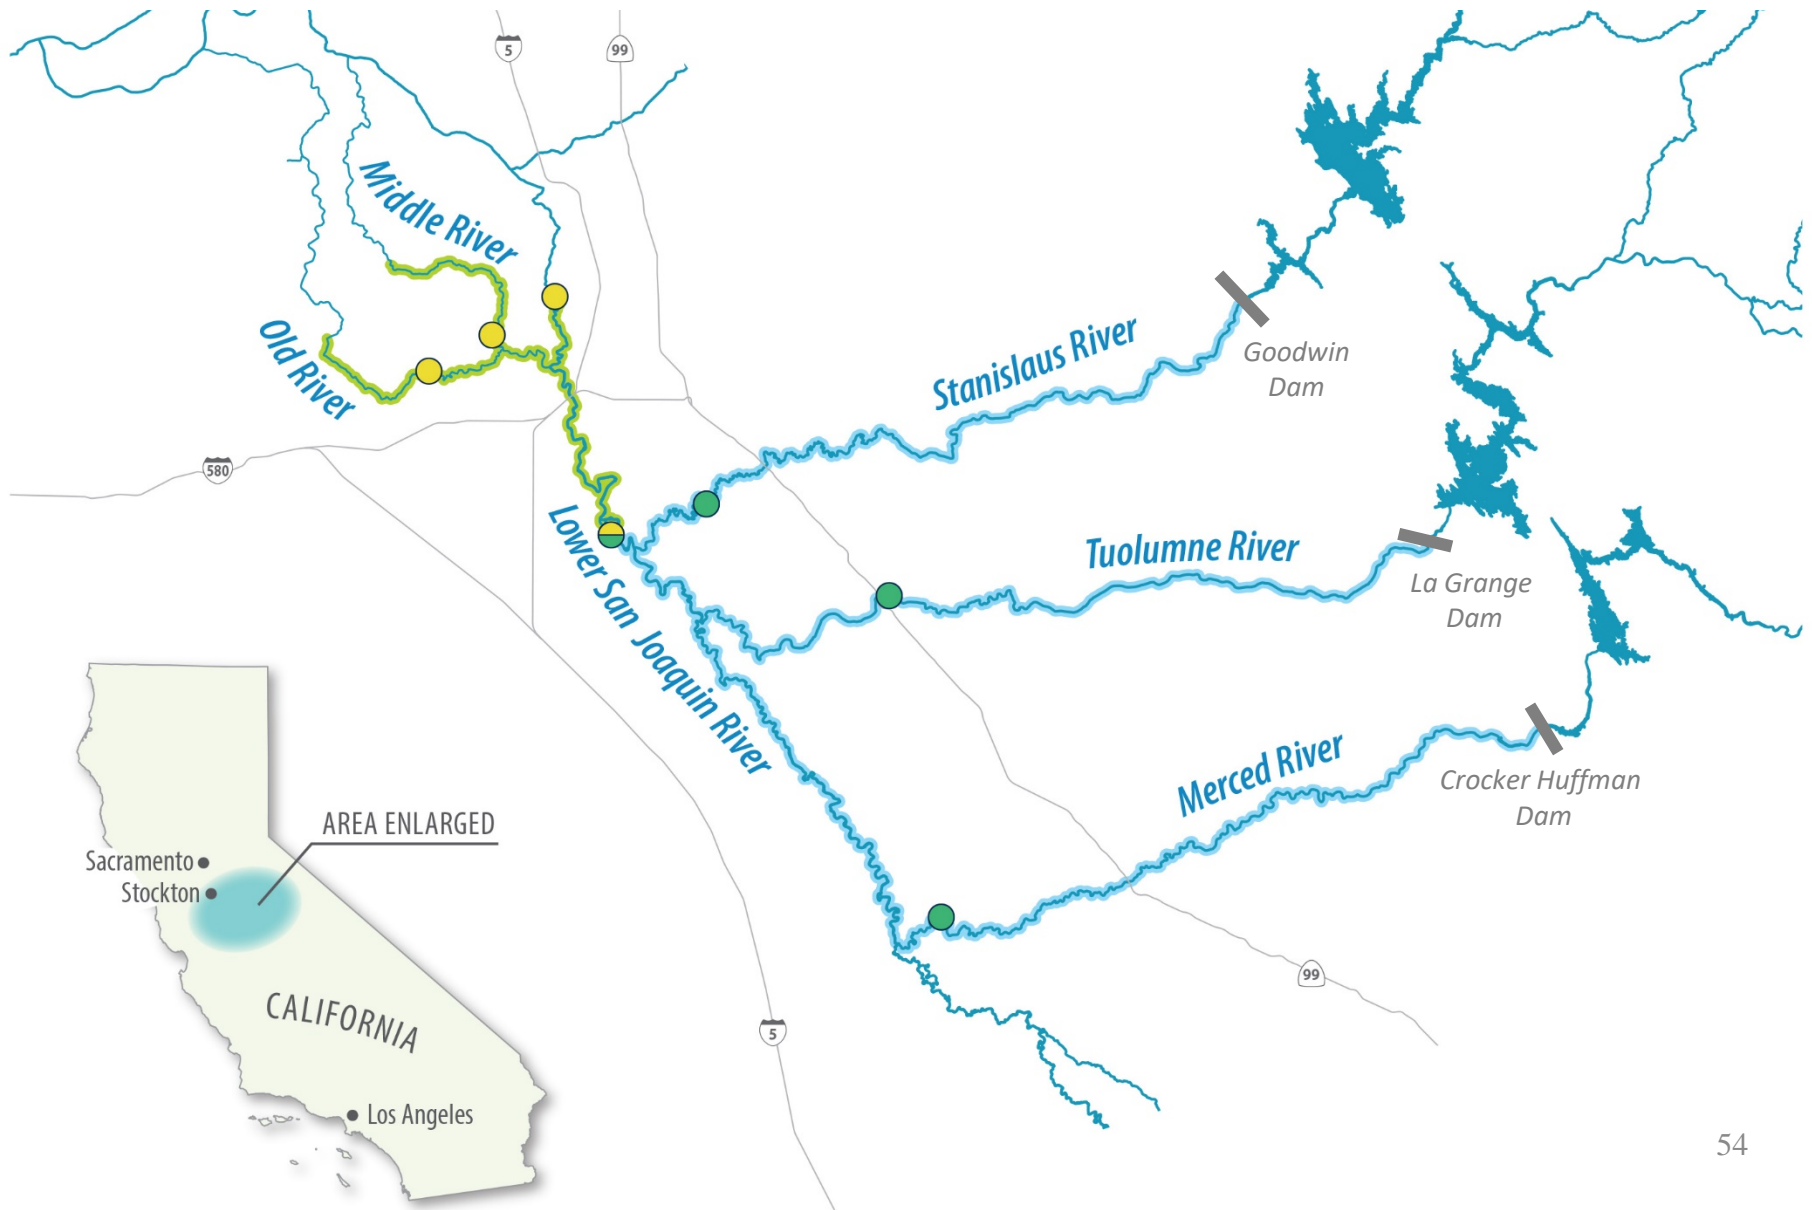 5
99
Middle River
Old River
580
Stanislaus River
Goodwin
Dam
Lower San Joaquin River
Tuolumne River
La Grange
Dam
Merced River
Crocker Huffman
Dam
AREA ENLARGED
Sacramento
Stockton
CALIFORNIA
Los Angeles
99
5
54